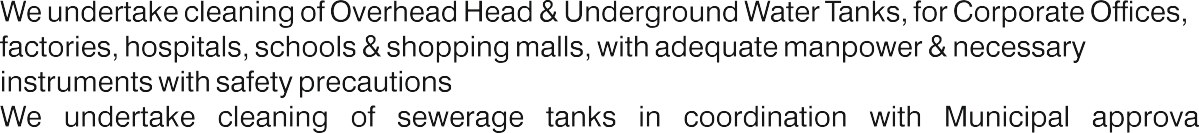 We undertake cleaning of Overhead Head & Underground Water Tanks, for Corporate Offices,
factories, hospitals, schools & shopping malls, with adequate manpower & necessary
instruments with safety precautions
We undertake cleaning of sewerage tanks in coordination with Municipal approva